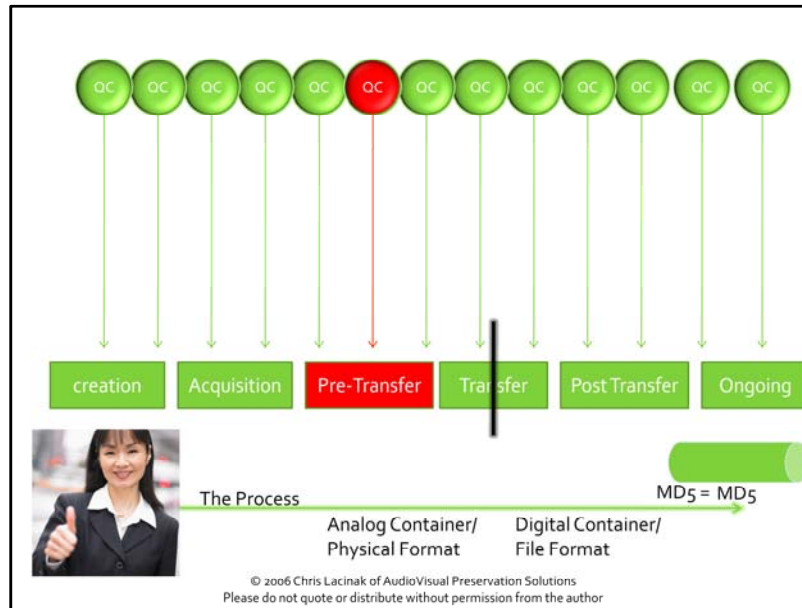 QC QC QC QC QC QC QC QC QC QC QC QC QC
creation Acquisition Pre-Transfer Transfer Post Transfer Ongoing
MD5 = MD5
The Process
Analog Container/ Digital Container/
Physical Format File Format
© 2006 Chris Lacinak of AudioVisual Preservation Solutions
Please do not quote or distribute without permission from the author